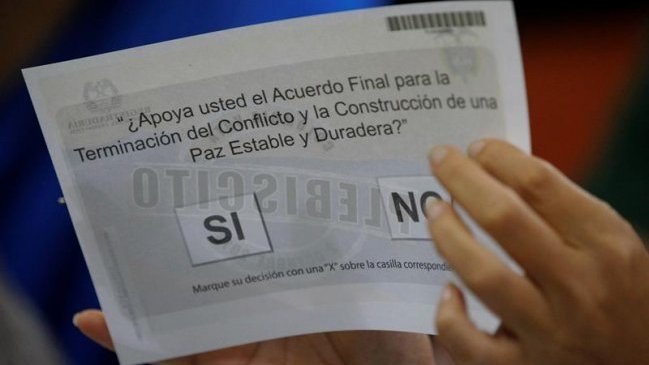 REGISTRADURÍA
“¿Apoya usted el Acuerdo Final para la
Terminación del Conflicto y la Construcción de una
Paz Estable y Duradera?”
PLEBISCITO
SI
NO
Marque su decisión con una "X" sobre la casilla